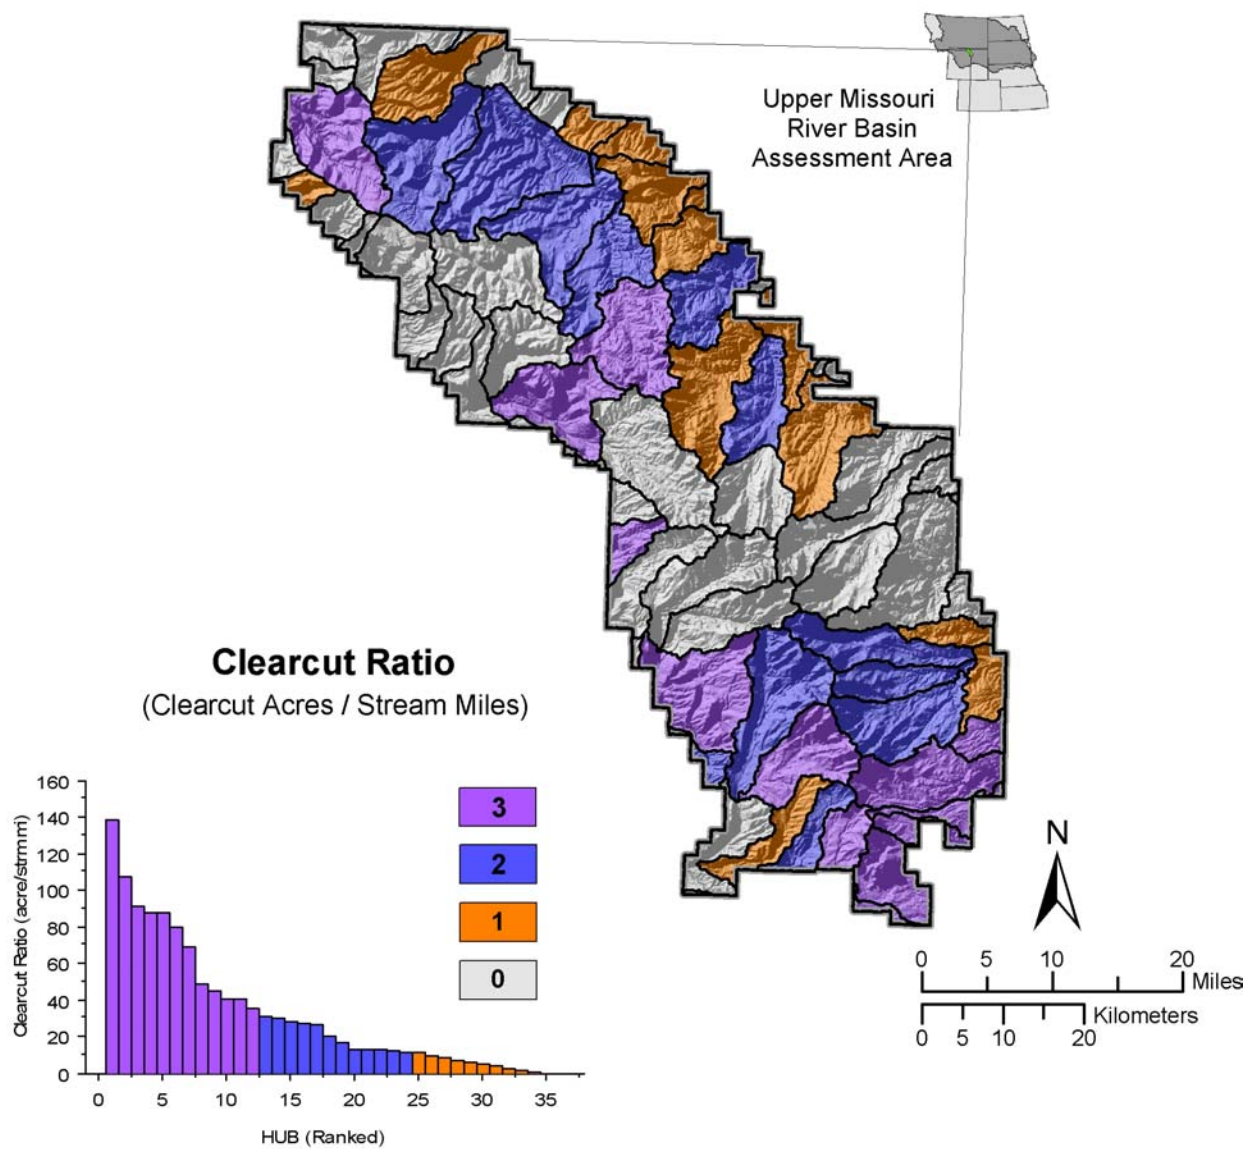 Upper Missouri
River Basin
Assessment Area
Clearcut Ratio
(Clearcut Acres / Stream Miles)
160
140
120
100
80
60
40
20
0
Clearcut Ratio (acre/strmmi)
0 5 10 15 20 25 30 35
HUB (Ranked)
3
2
1
0
N
0 5 10 20
Miles
Kilometers
0 5 10 20